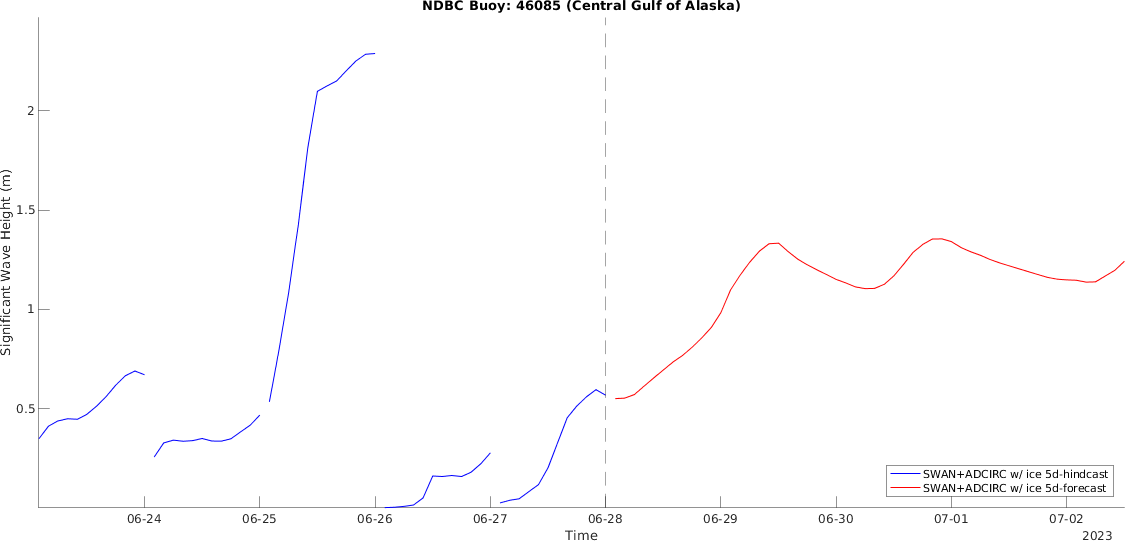 NDBC Buoy: 46085 (Central Gulf of Alaska)
Significant Wave Height (m)
2
1.5
1
0.5
SWAN+ADCIRC w/ ice 5d-hindcast
SWAN+ADCIRC w/ ice 5d-forecast
06-24 06-25 06-26 06-27 06-28 06-29 06-30 07-01 07-02
Time
2023